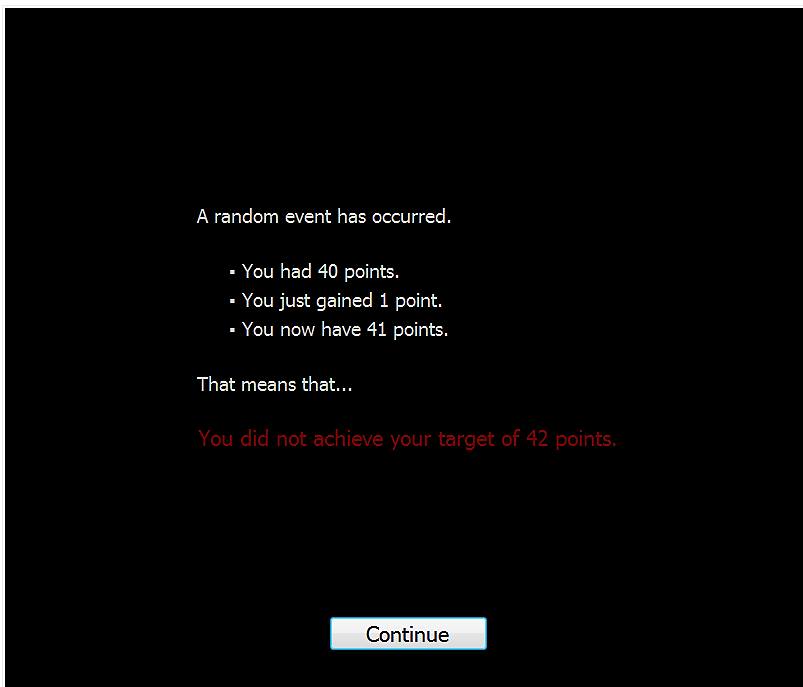 A random event has occurred.
▪ You had 40 points.
▪ You just gained 1 point.
▪ You now have 41 points.
That means that...
You did not achieve your target of 42 points.
Continue